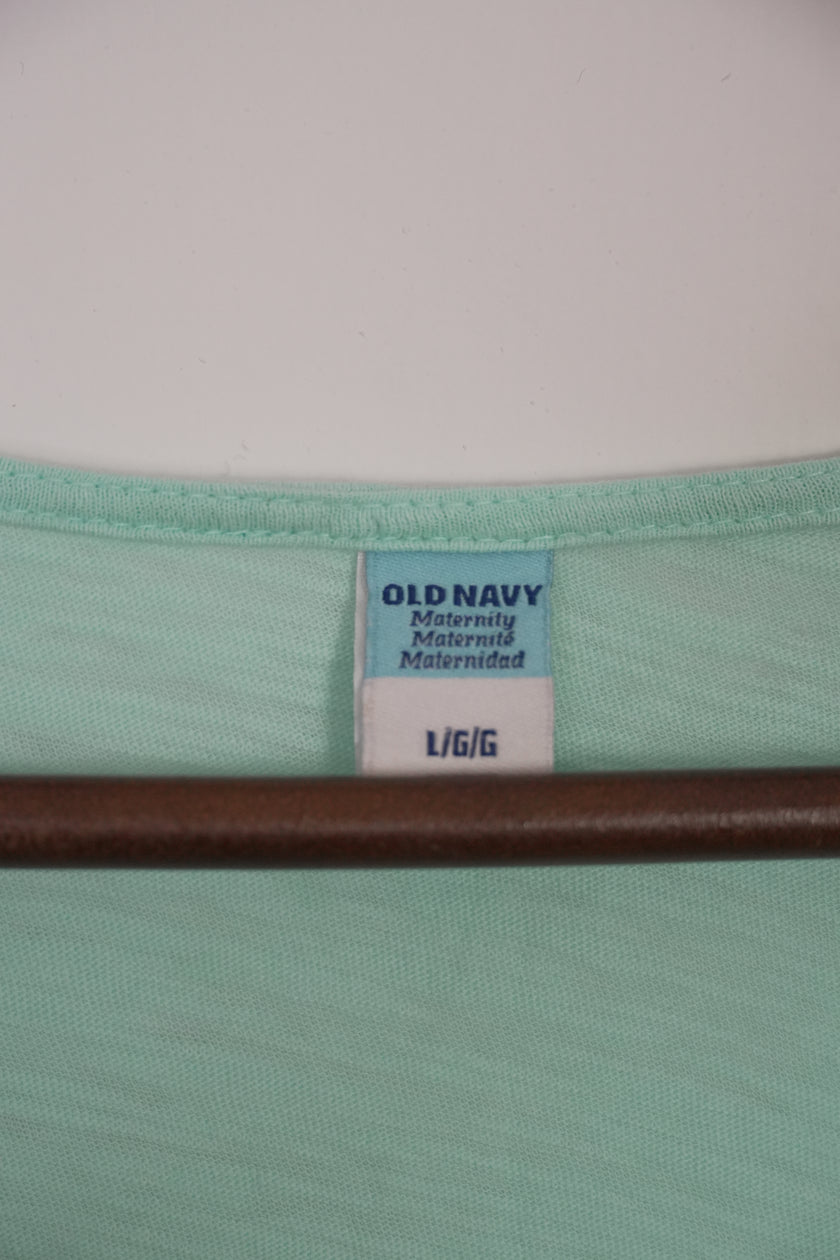 OLD NAVY
Maternity
Maternité
Maternidad
L/G/G